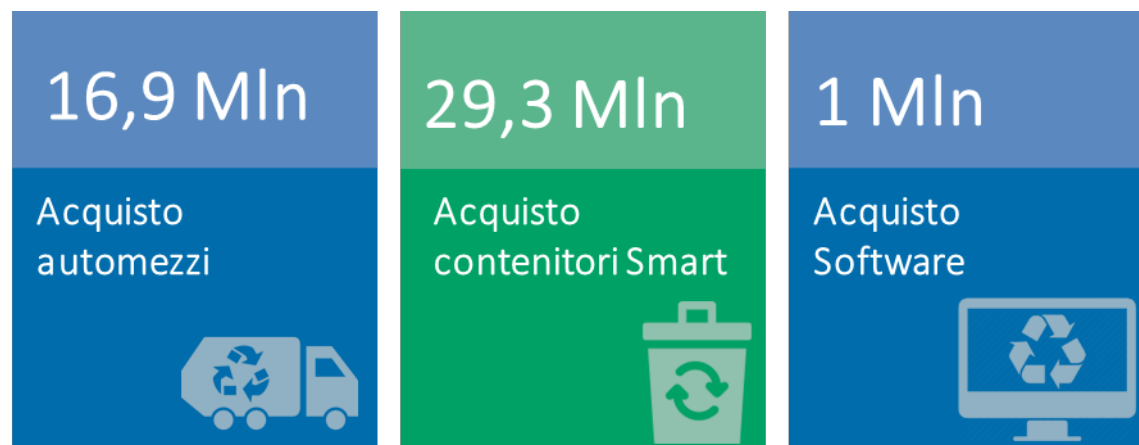 16,9 Mln
Acquisto
automezzi
29,3 Mln
Acquisto
contenitori Smart
1 Mln
Acquisto
Software